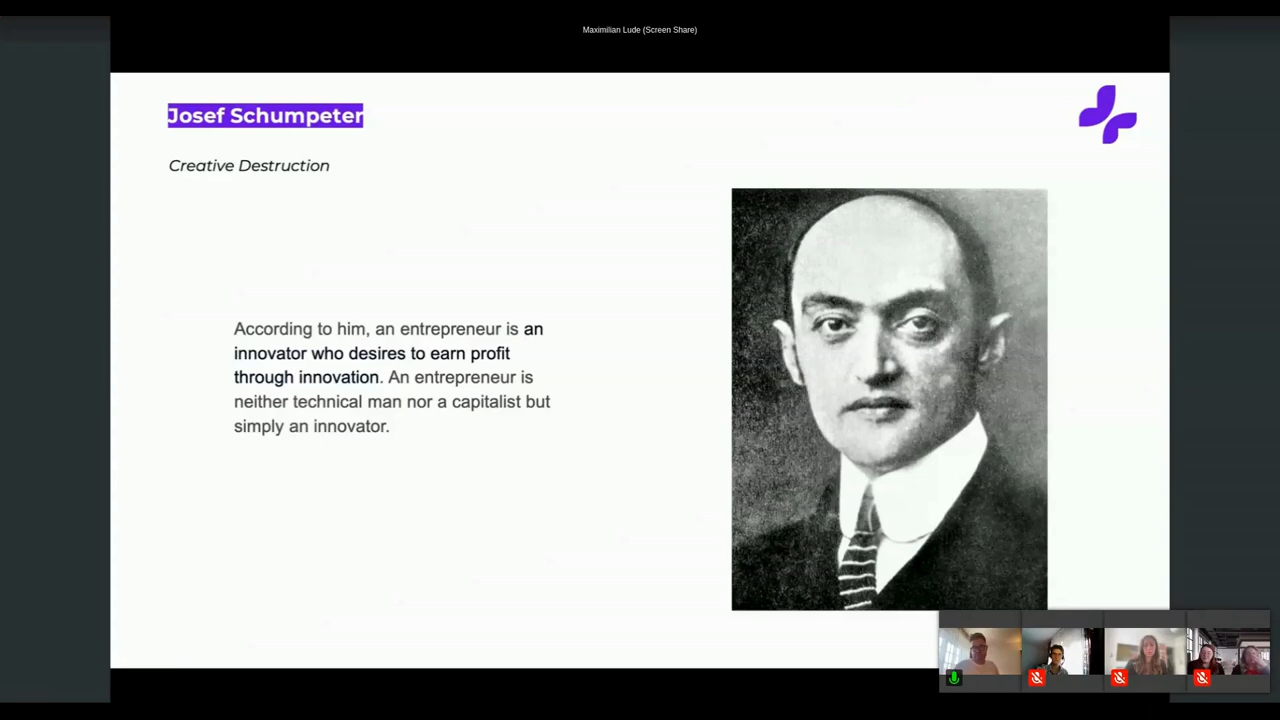 Maximilian Lude (Screen Share)
Josef Schumpeter
Creative Destruction
According to him, an entrepreneur is an
innovator who desires to earn profit
through innovation. An entrepreneur is
neither technical man nor a capitalist but
simply an innovator.